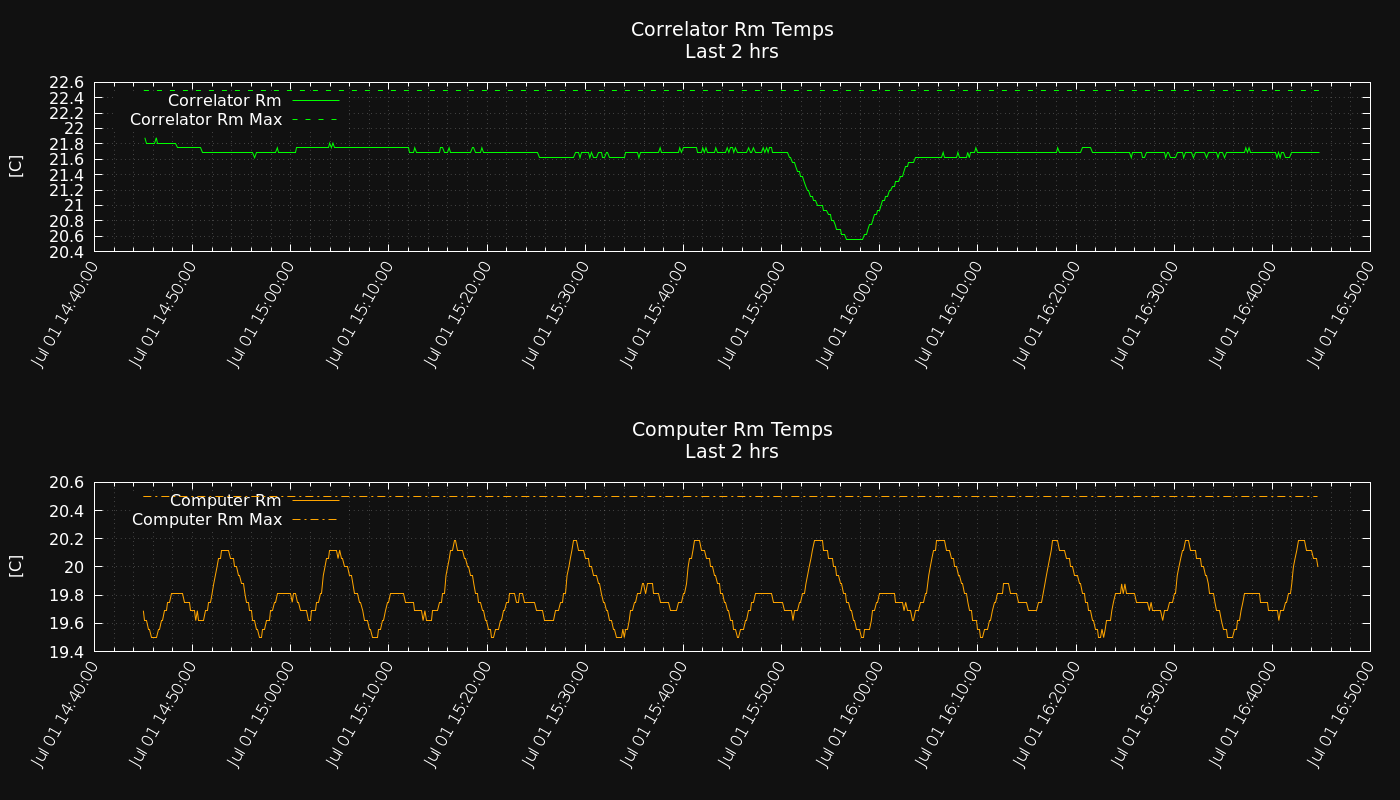 Correlator Rm Temps
Last 2 hrs
22.6
22.4
22.2
22
21.8
21.6
21.4
21.2
21
20.8
20.6
20.4
[C]
Correlator Rm
Correlator Rm Max
Jul 01 14:40:00
Jul 01 14:50:00
Jul 01 15:00:00
Jul 01 15:10:00
Jul 01 15:20:00
Jul 01 15:30:00
Jul 01 15:40:00
Jul 01 15:50:00
Jul 01 16:00:00
Jul 01 16:10:00
Jul 01 16:20:00
Jul 01 16:30:00
Jul 01 16:40:00
Jul 01 16:50:00
Computer Rm Temps
Last 2 hrs
20.6
20.4
20.2
20
19.8
19.6
19.4
[C]
Computer Rm
Computer Rm Max
Jul 01 14:40:00
Jul 01 14:50:00
Jul 01 15:00:00
Jul 01 15:10:00
Jul 01 15:20:00
Jul 01 15:30:00
Jul 01 15:40:00
Jul 01 15:50:00
Jul 01 16:00:00
Jul 01 16:10:00
Jul 01 16:20:00
Jul 01 16:30:00
Jul 01 16:40:00
Jul 01 16:50:00